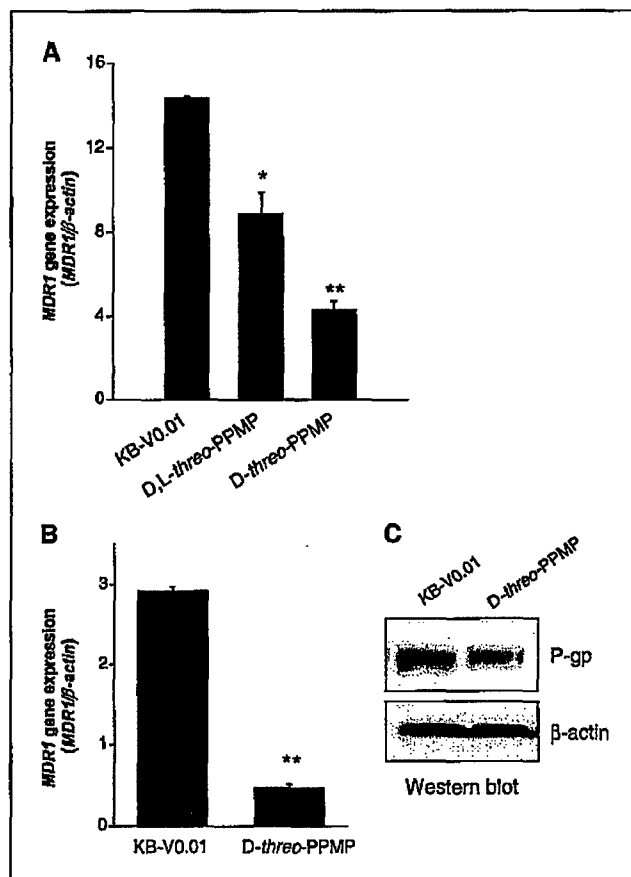 A
16
12
8
4
0
MDR1 gene expression
(MDR1/β-actin)
*
**
KB-V0.01
D,L-threo-PPMP
D-threo-PPMP
B
3
2
1
0
MDR1 gene expression
(MDR1/β-actin)
**
KB-V0.01
D-threo-PPMP
C
KB-V0.01
D-threo-PPMP
P-gp
β-actin
Western blot